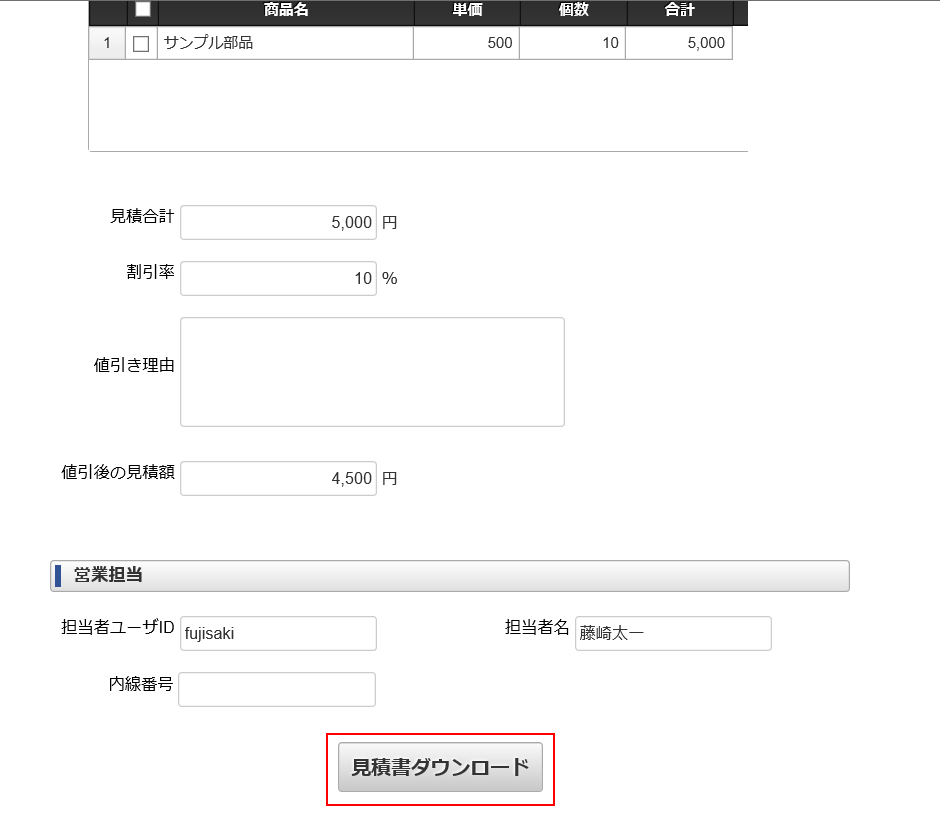 商品名 単価 個数 合計
1 サンプル部品 500 10 5,000
見積合計 5,000 円
割引率 10 %
値引き理由
値引後の見積額 4,500 円
営業担当
担当者ユーザID fujisaki 担当者名 藤崎太一
内線番号
見積書ダウンロード